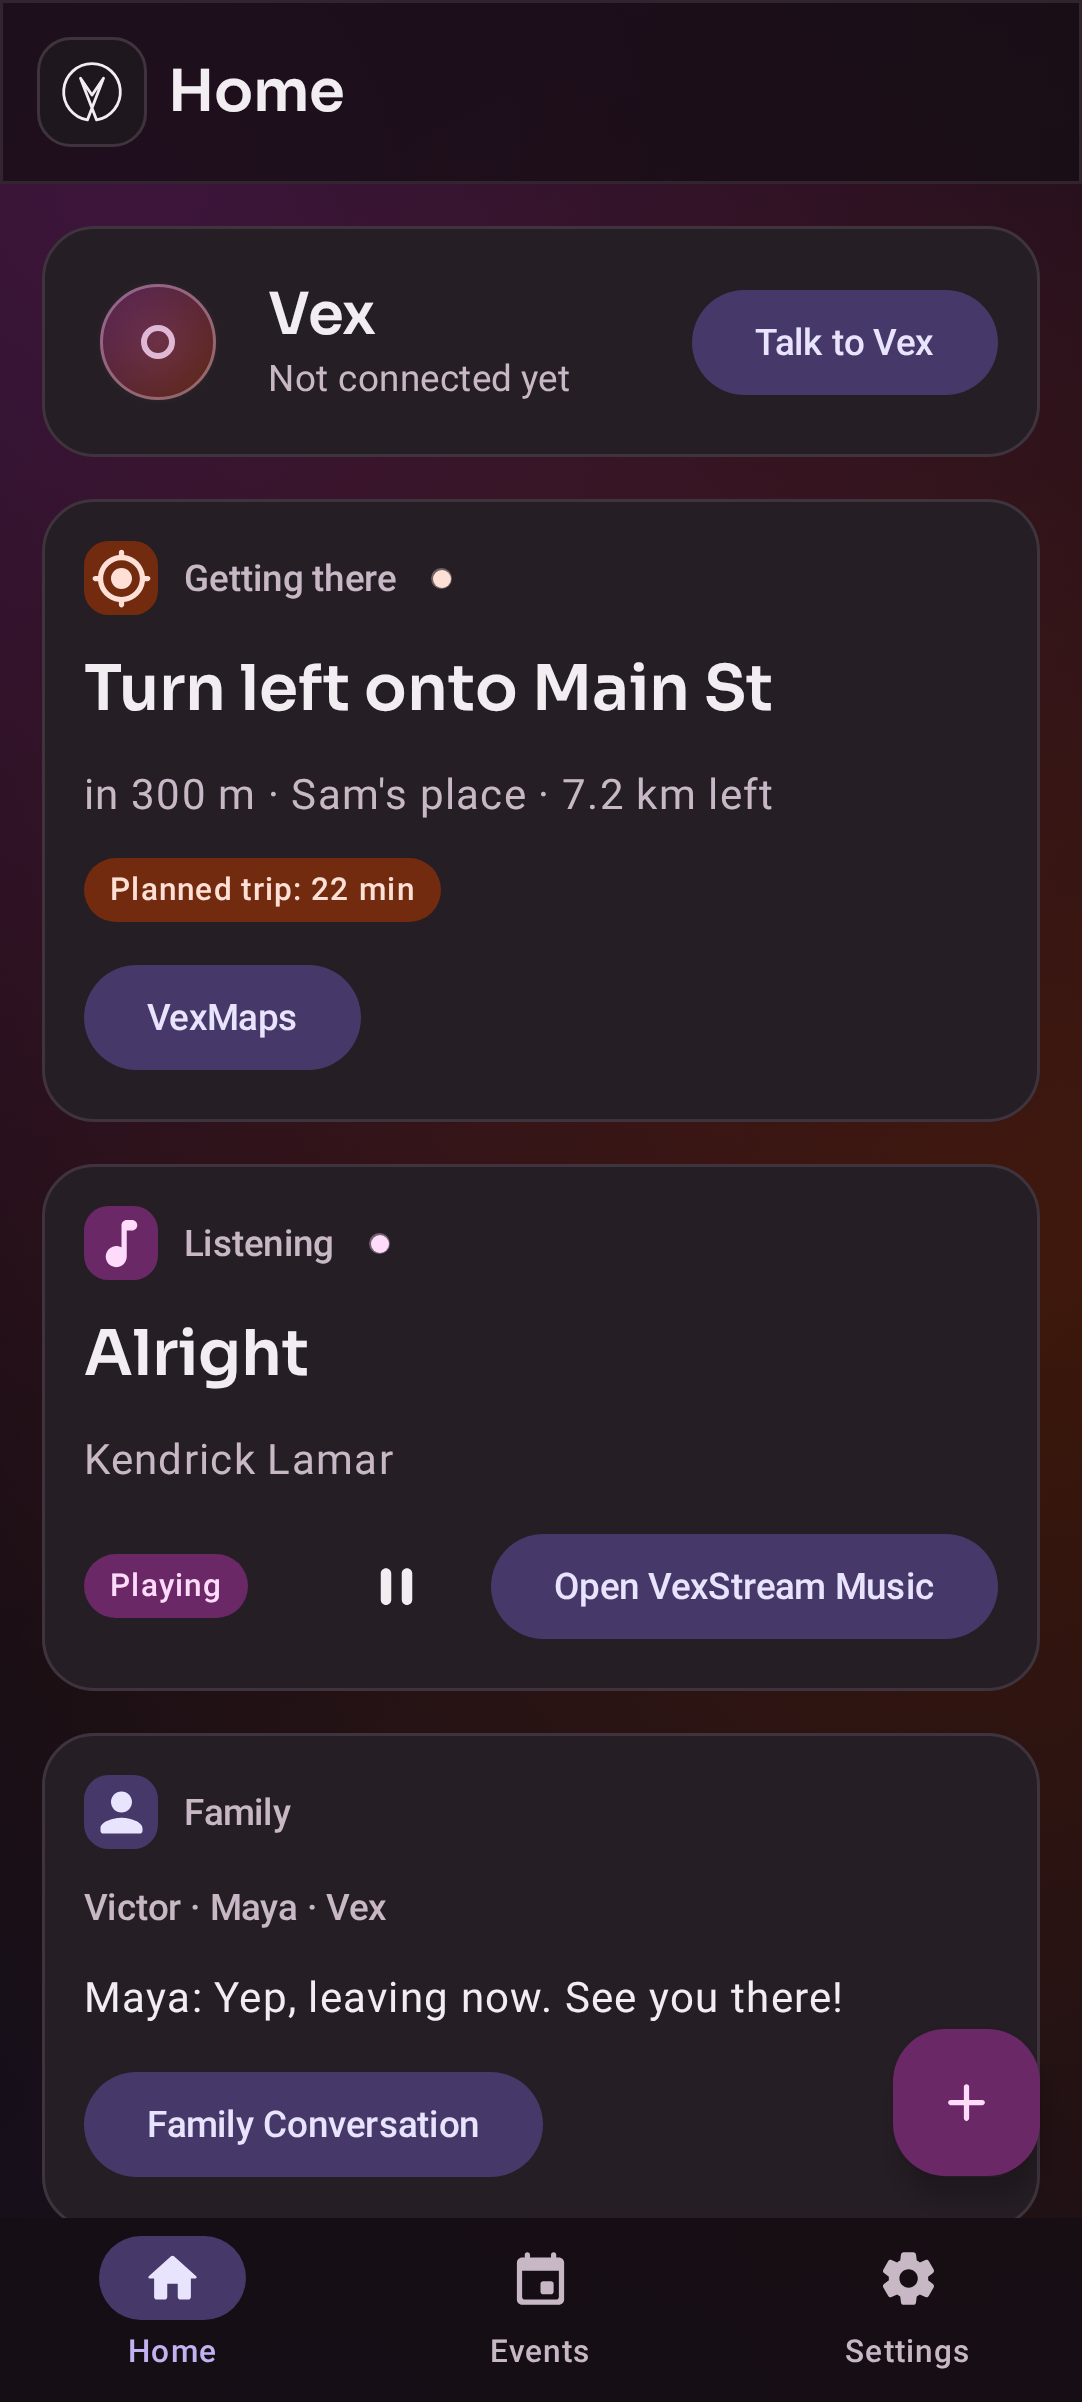 Home
Vex
Not connected yet
Talk to Vex
Getting there
Turn left onto Main St
in 300 m · Sam's place · 7.2 km left
Planned trip: 22 min
VexMaps
Listening
Alright
Kendrick Lamar
Playing
Open VexStream Music
Family
Victor · Maya · Vex
Maya: Yep, leaving now. See you there!
Family Conversation
Home
Events
Settings